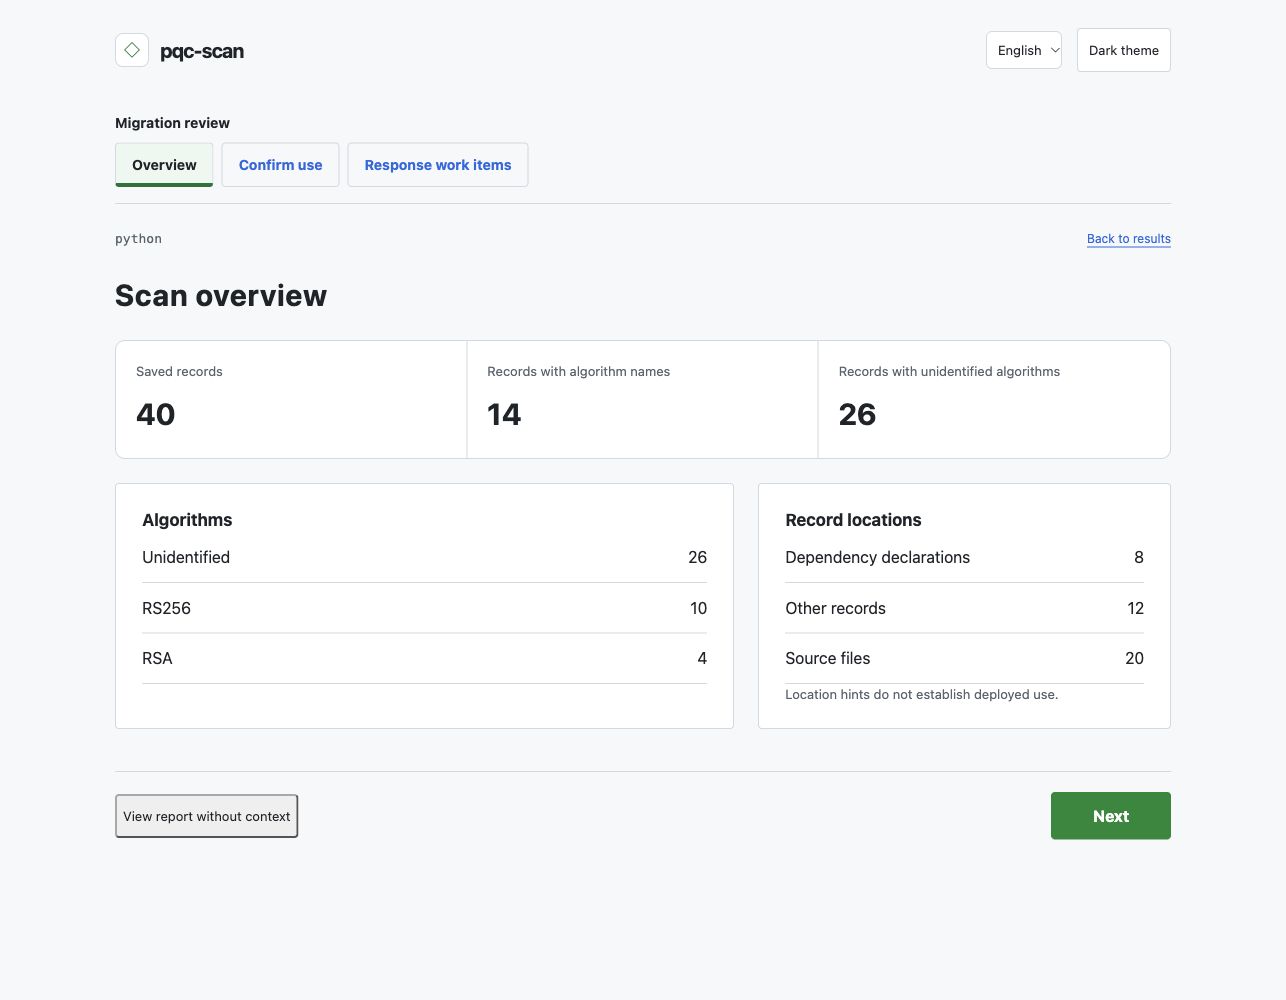 pqc-scan
English
Dark theme
Migration review
Overview
Confirm use
Response work items
python
Back to results
Scan overview
Saved records
40
Records with algorithm names
14
Records with unidentified algorithms
26
Algorithms
Unidentified 26
RS256 10
RSA 4
Record locations
Dependency declarations 8
Other records 12
Source files 20
Location hints do not establish deployed use.
View report without context
Next